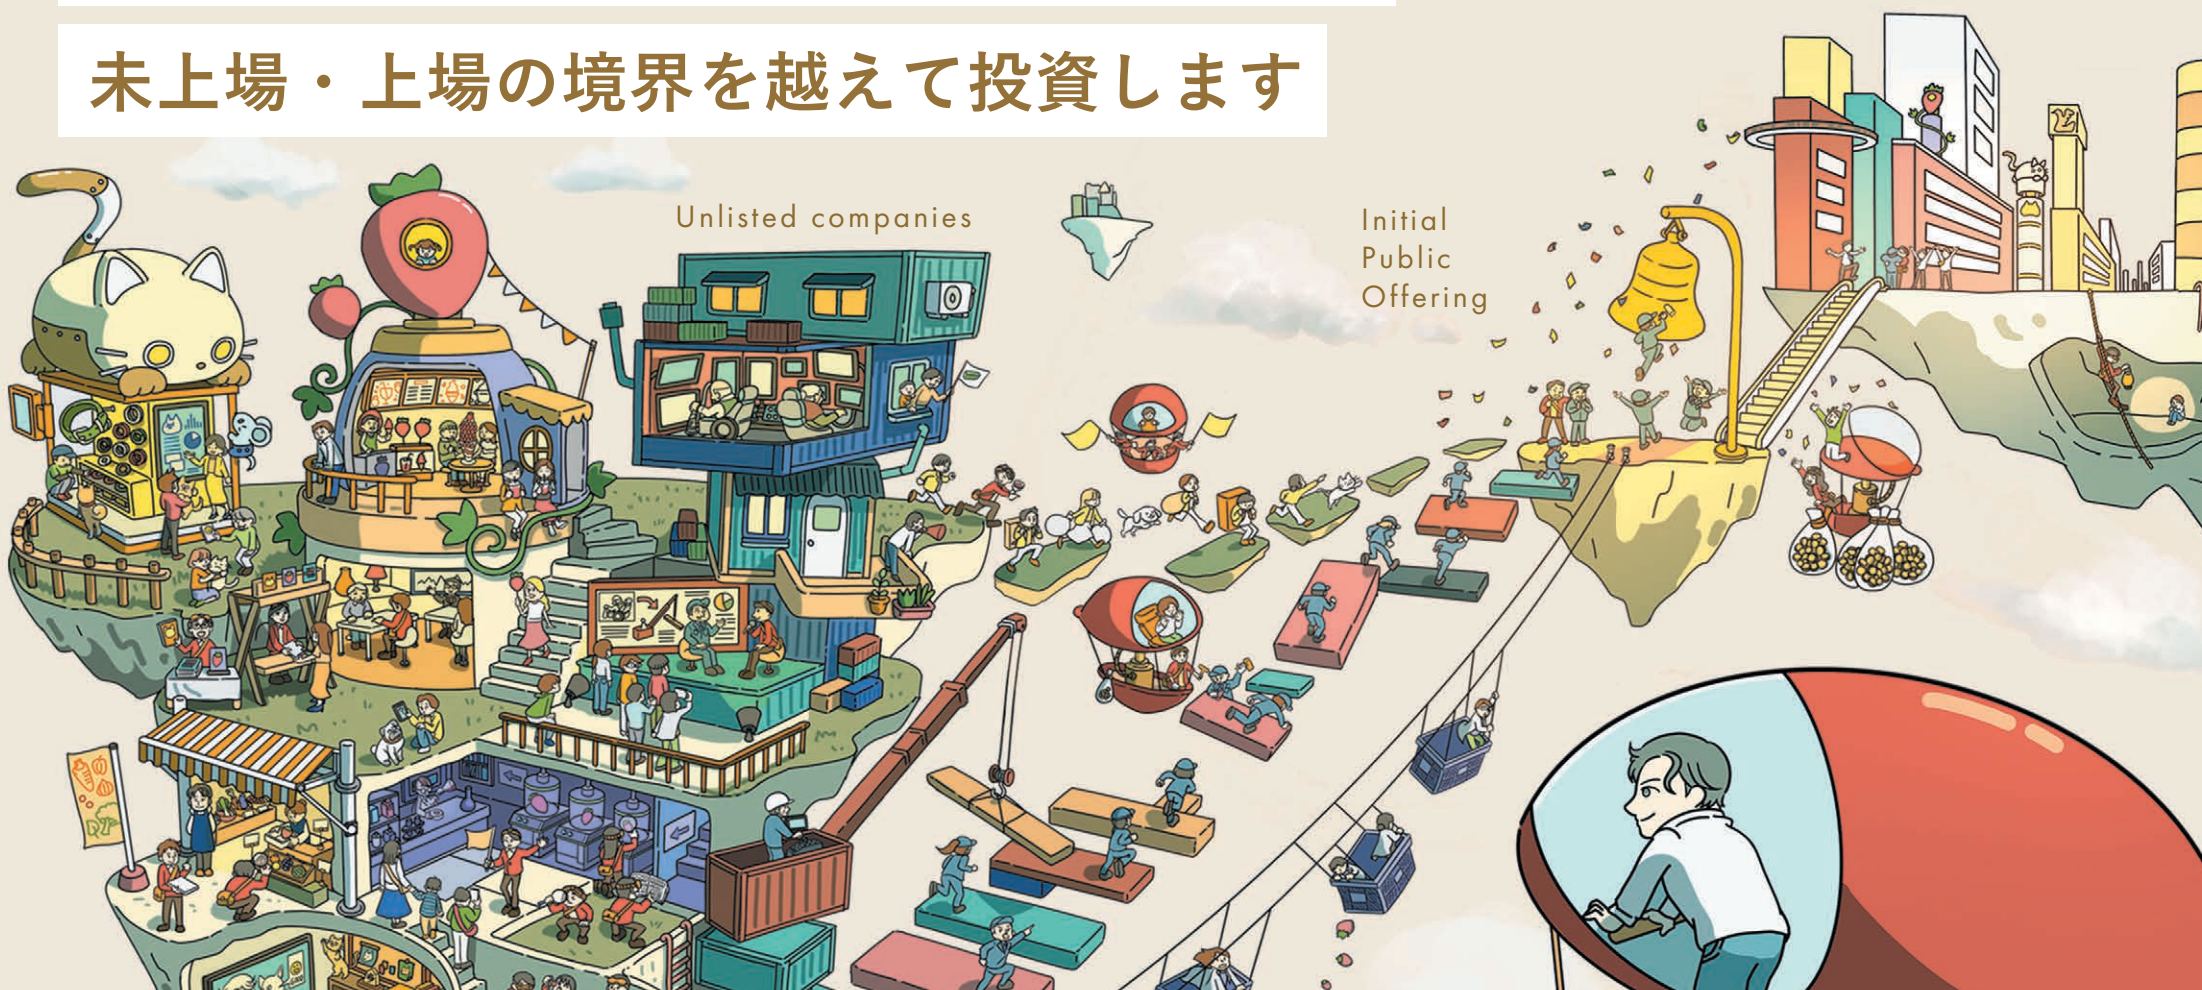 未上場・上場の境界を越えて投資します
Unlisted companies
Initial
Public
Offering